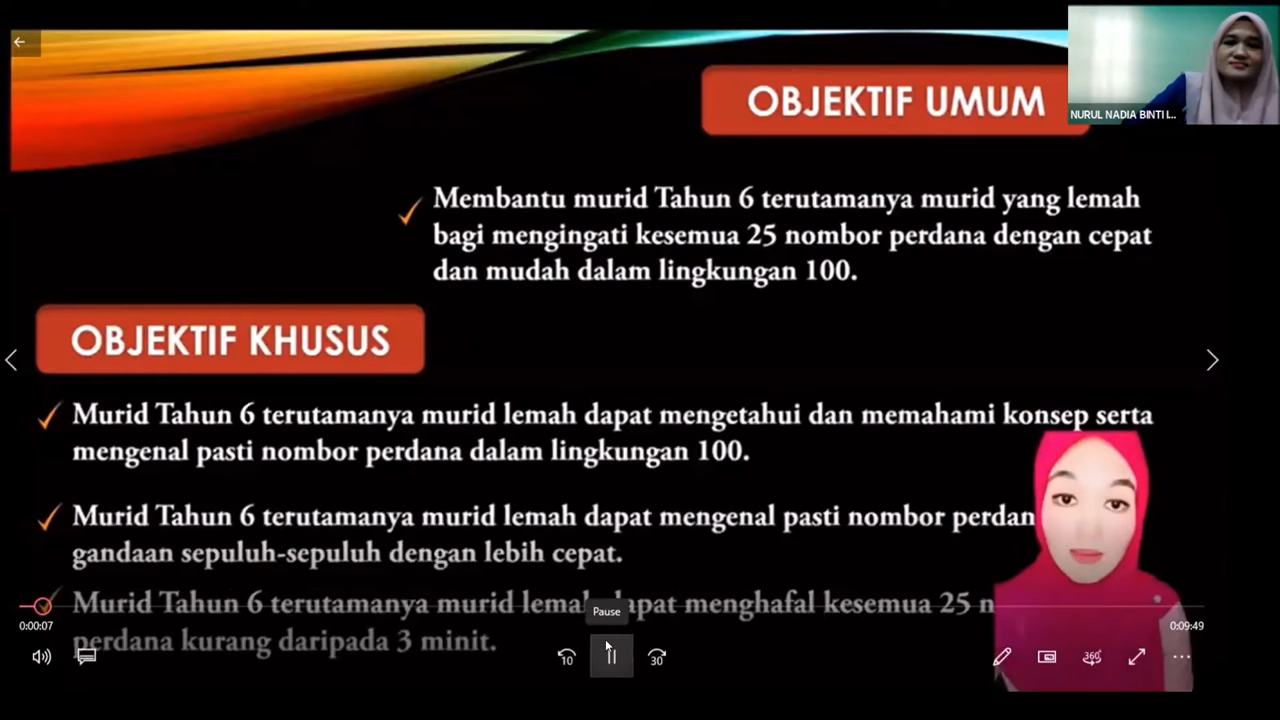 OBJEKTIF UMUM
NURUL NADIA BINTI I...
Membantu murid Tahun 6 terutamanya murid yang lemah
bagi mengingati kesemua 25 nombor perdana dengan cepat
dan mudah dalam lingkungan 100.
OBJEKTIF KHUSUS
Murid Tahun 6 terutamanya murid lemah dapat mengetahui dan memahami konsep serta
mengenal pasti nombor perdana dalam lingkungan 100.
Murid Tahun 6 terutamanya murid lemah dapat mengenal pasti nombor perdan
gandaan sepuluh-sepuluh dengan lebih cepat.
Murid Tahun 6 terutamanya murid lemah dapat menghafal kesemua 25 n
perdana kurang daripada 3 minit.
Pause
0:00:07
0:09:49
10
30
360